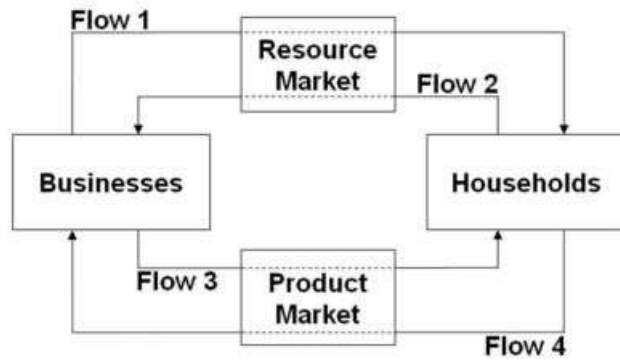 Flow 1
Resource
Market
Flow 2
Businesses
Households
Flow 3
Product
Market
Flow 4